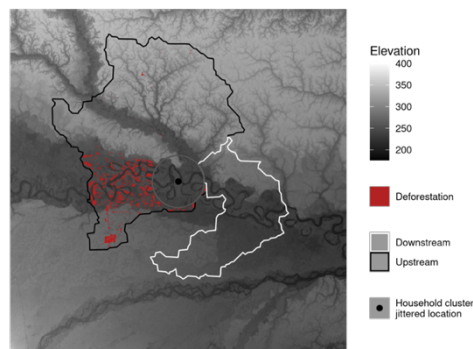 Elevation
400
350
300
250
200
Deforestation
Downstream
Upstream
Household cluster
jittered location